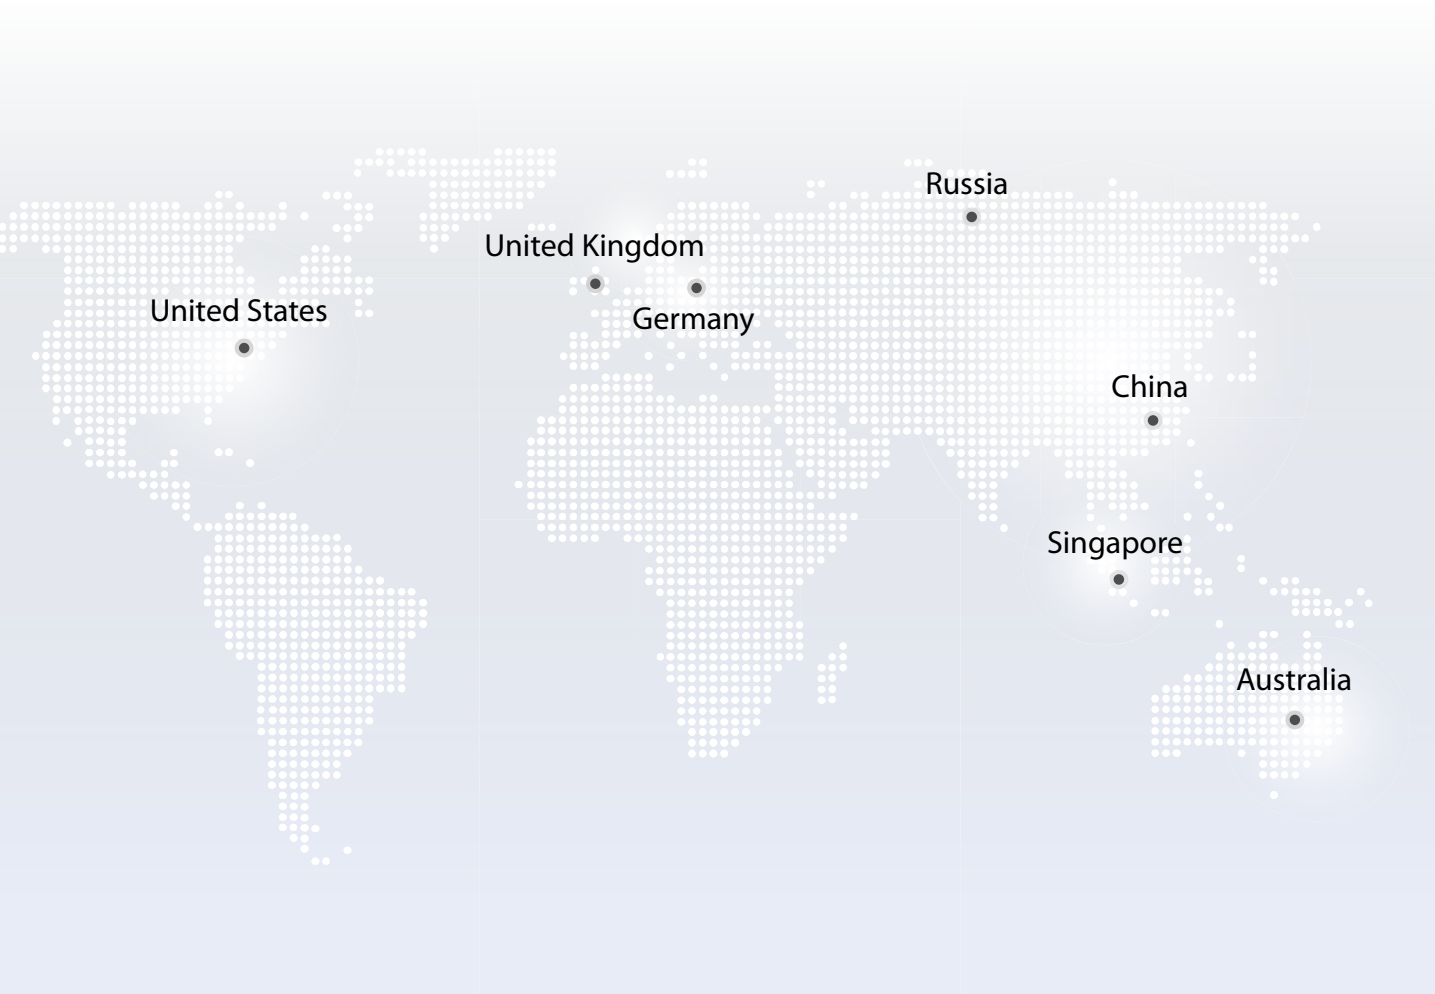 Russia
United Kingdom
United States
Germany
China
Singapore
Australia